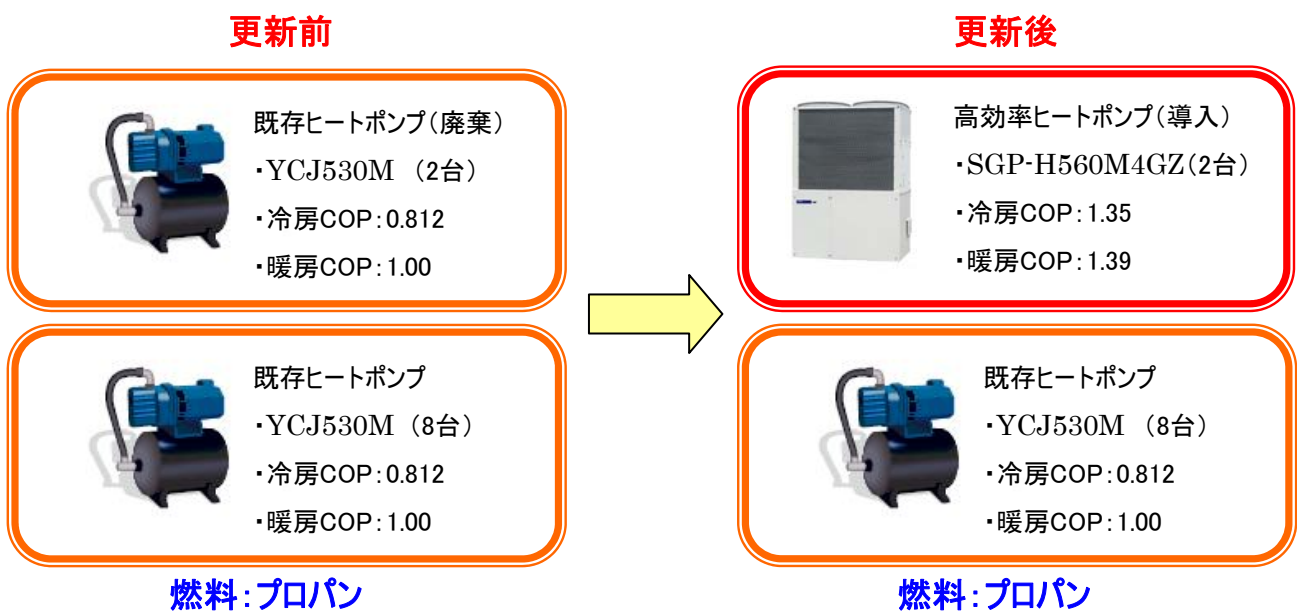 更新前
既存ヒートポンプ(廃棄)
・YCJ530M (2台)
・冷房COP:0.812
・暖房COP:1.00
既存ヒートポンプ
・YCJ530M (8台)
・冷房COP:0.812
・暖房COP:1.00
燃料:プロパン
更新後
高効率ヒートポンプ(導入)
・SGP-H560M4GZ(2台)
・冷房COP:1.35
・暖房COP:1.39
既存ヒートポンプ
・YCJ530M (8台)
・冷房COP:0.812
・暖房COP:1.00
燃料:プロパン